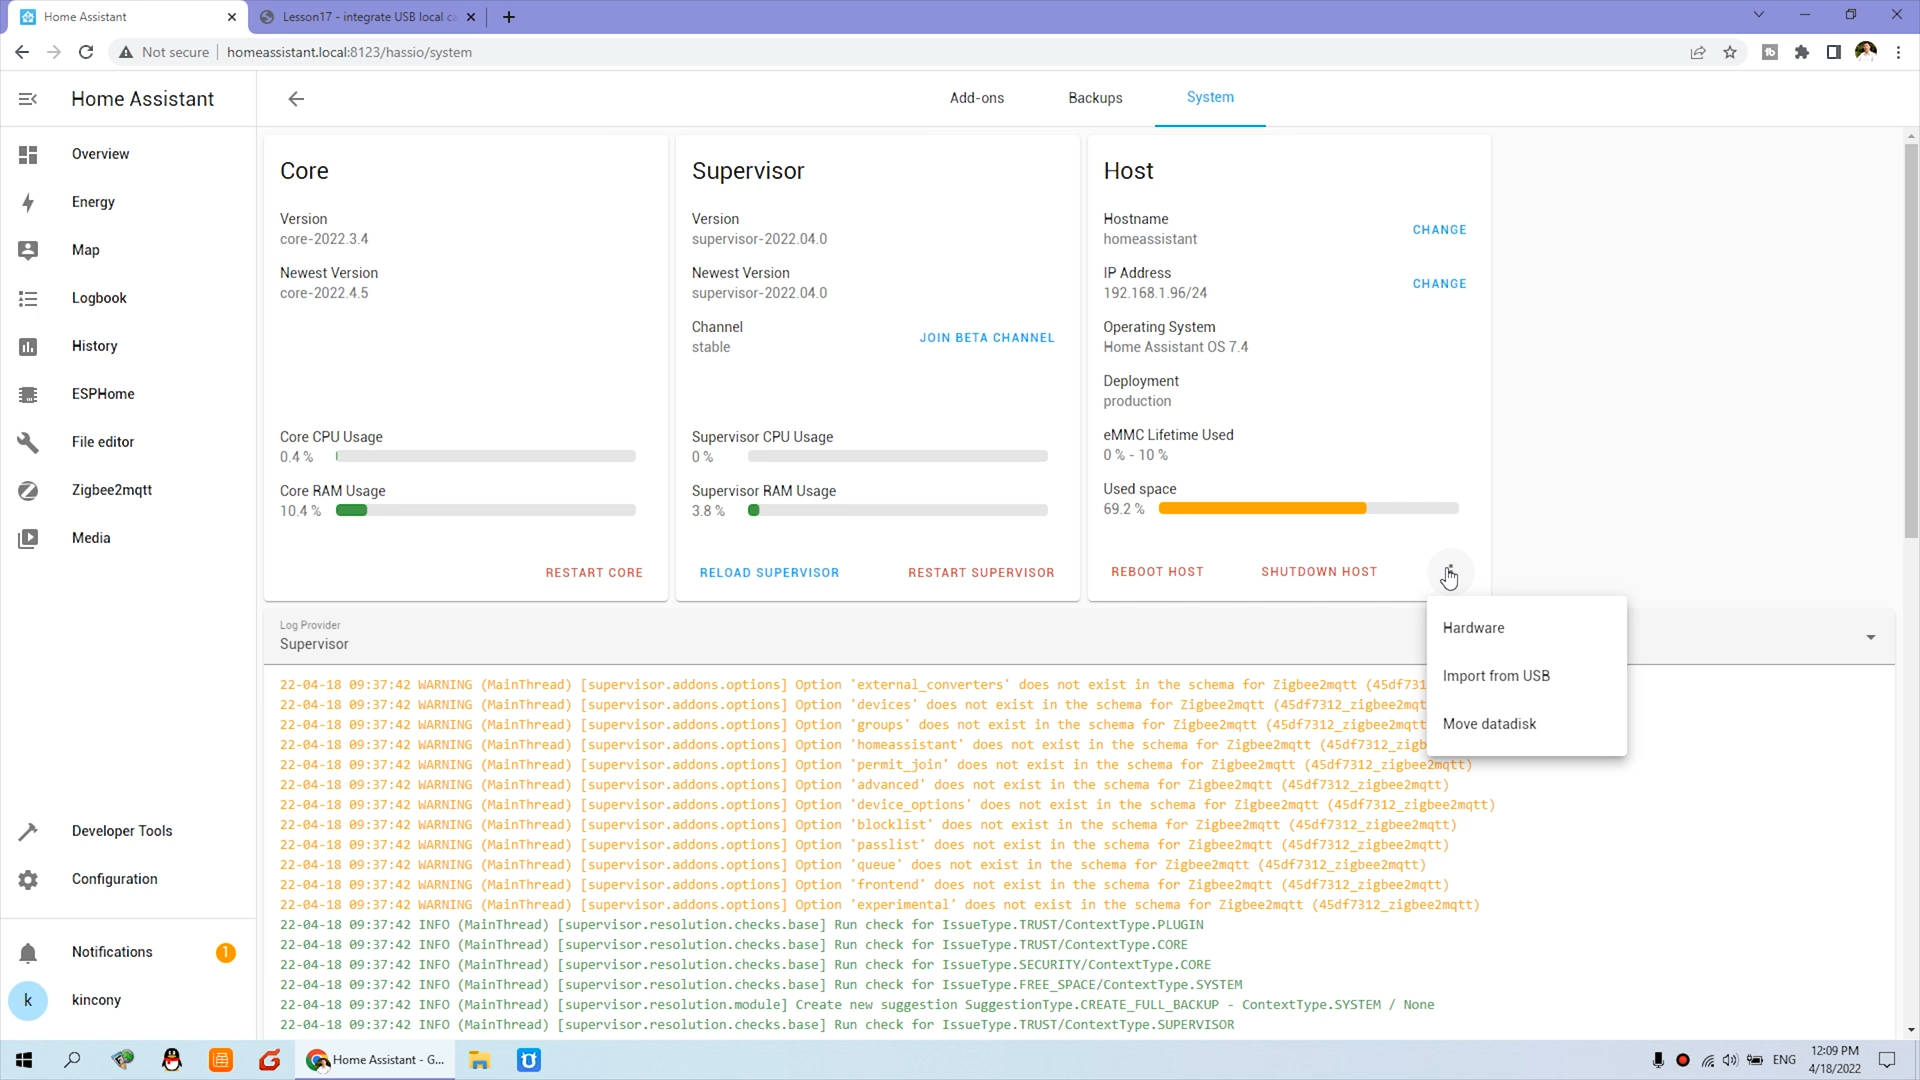 Home Assistant
Lesson17 - integrate USB local ca
Not secure
homeassistant.local:8123/hassio/system
Home Assistant
Add-ons
Backups
System
Overview
Energy
Map
Logbook
History
ESPHome
File editor
Zigbee2mqtt
Media
Developer Tools
Configuration
Notifications
1
k
kincony
Core
Version
core-2022.3.4
Newest Version
core-2022.4.5
Core CPU Usage
0.4 %
Core RAM Usage
10.4 %
RESTART CORE
Supervisor
Version
supervisor-2022.04.0
Newest Version
supervisor-2022.04.0
Channel
stable
JOIN BETA CHANNEL
Supervisor CPU Usage
0 %
Supervisor RAM Usage
3.8 %
RELOAD SUPERVISOR
RESTART SUPERVISOR
Host
Hostname
homeassistant
CHANGE
IP Address
192.168.1.96/24
CHANGE
Operating System
Home Assistant OS 7.4
Deployment
production
eMMC Lifetime Used
0 % - 10 %
Used space
69.2 %
REBOOT HOST
SHUTDOWN HOST
Hardware
Import from USB
Move datadisk
Log Provider
Supervisor
22-04-18 09:37:42 WARNING (MainThread) [supervisor.addons.options] Option 'external_converters' does not exist in the schema for Zigbee2mqtt (45df731
22-04-18 09:37:42 WARNING (MainThread) [supervisor.addons.options] Option 'devices' does not exist in the schema for Zigbee2mqtt (45df7312_zigbee2mqt
22-04-18 09:37:42 WARNING (MainThread) [supervisor.addons.options] Option 'groups' does not exist in the schema for Zigbee2mqtt (45df7312_zigbee2mqtt
22-04-18 09:37:42 WARNING (MainThread) [supervisor.addons.options] Option 'homeassistant' does not exist in the schema for Zigbee2mqtt (45df7312_zigb
22-04-18 09:37:42 WARNING (MainThread) [supervisor.addons.options] Option 'permit_join' does not exist in the schema for Zigbee2mqtt (45df7312_zigbee2mqtt)
22-04-18 09:37:42 WARNING (MainThread) [supervisor.addons.options] Option 'advanced' does not exist in the schema for Zigbee2mqtt (45df7312_zigbee2mqtt)
22-04-18 09:37:42 WARNING (MainThread) [supervisor.addons.options] Option 'device_options' does not exist in the schema for Zigbee2mqtt (45df7312_zigbee2mqtt)
22-04-18 09:37:42 WARNING (MainThread) [supervisor.addons.options] Option 'blocklist' does not exist in the schema for Zigbee2mqtt (45df7312_zigbee2mqtt)
22-04-18 09:37:42 WARNING (MainThread) [supervisor.addons.options] Option 'passlist' does not exist in the schema for Zigbee2mqtt (45df7312_zigbee2mqtt)
22-04-18 09:37:42 WARNING (MainThread) [supervisor.addons.options] Option 'queue' does not exist in the schema for Zigbee2mqtt (45df7312_zigbee2mqtt)
22-04-18 09:37:42 WARNING (MainThread) [supervisor.addons.options] Option 'frontend' does not exist in the schema for Zigbee2mqtt (45df7312_zigbee2mqtt)
22-04-18 09:37:42 WARNING (MainThread) [supervisor.addons.options] Option 'experimental' does not exist in the schema for Zigbee2mqtt (45df7312_zigbee2mqtt)
22-04-18 09:37:42 INFO (MainThread) [supervisor.resolution.checks.base] Run check for IssueType.TRUST/ContextType.PLUGIN
22-04-18 09:37:42 INFO (MainThread) [supervisor.resolution.checks.base] Run check for IssueType.TRUST/ContextType.CORE
22-04-18 09:37:42 INFO (MainThread) [supervisor.resolution.checks.base] Run check for IssueType.SECURITY/ContextType.CORE
22-04-18 09:37:42 INFO (MainThread) [supervisor.resolution.checks.base] Run check for IssueType.FREE_SPACE/ContextType.SYSTEM
22-04-18 09:37:42 INFO (MainThread) [supervisor.resolution.module] Create new suggestion SuggestionType.CREATE_FULL_BACKUP - ContextType.SYSTEM / None
22-04-18 09:37:42 INFO (MainThread) [supervisor.resolution.checks.base] Run check for IssueType.TRUST/ContextType.SUPERVISOR
Home Assistant - G...
ENG
12:09 PM
4/18/2022